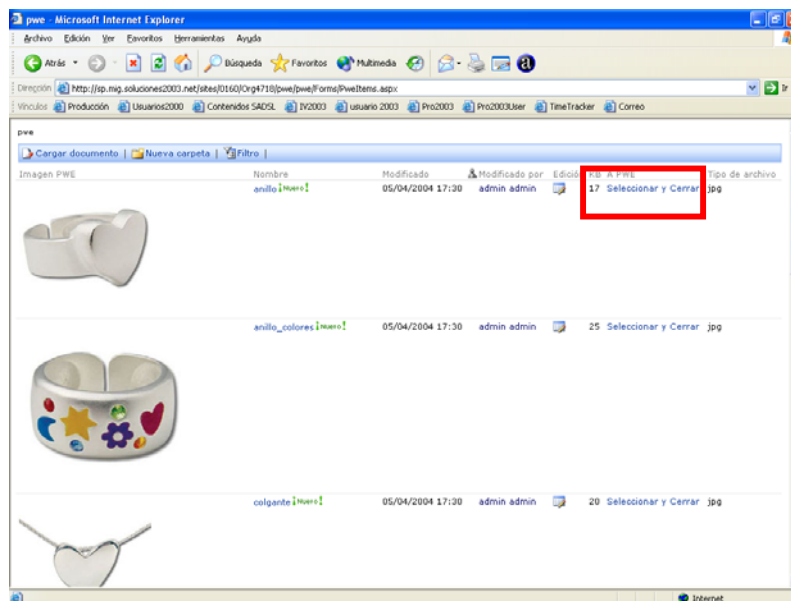 pwe - Microsoft Internet Explorer
Archivo Edición Ver Favoritos Herramientas Ayuda
Atrás Búsqueda Favoritos Multimedia
Dirección http://sp.mig.soluciones2003.net/sites/0160/Org4718/pwe/pwe/Forms/PweItems.aspx Ir
Vínculos Producción Usuarios2000 Contenidos SADSL IV2003 usuario 2003 Pro2003 Pro2003User TimeTracker Correo
pwe
Cargar documento | Nueva carpeta | Filtro |
Imagen PWE Nombre Modificado Modificado por Edición KB A PWE Tipo de archivo
anillo ¡Nuevo! 05/04/2004 17:30 admin admin 17 Seleccionar y Cerrar jpg
anillo_colores ¡Nuevo! 05/04/2004 17:30 admin admin 25 Seleccionar y Cerrar jpg
colgante ¡Nuevo! 05/04/2004 17:30 admin admin 20 Seleccionar y Cerrar jpg
Internet